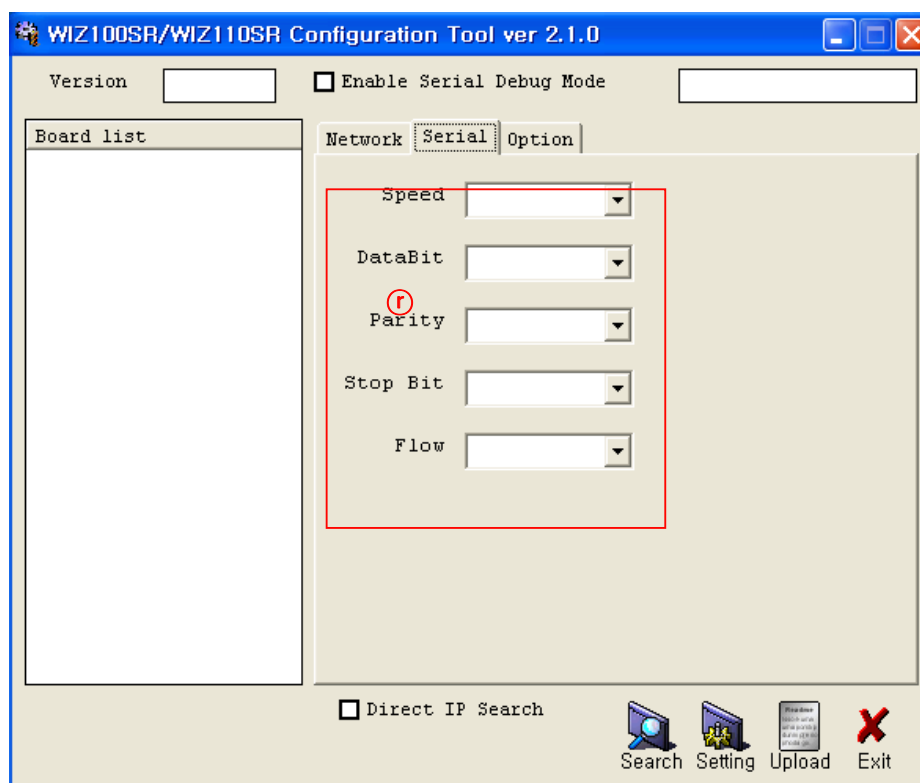 WIZ100SR/WIZ110SR Configuration Tool ver 2.1.0
Version
Enable Serial Debug Mode
Board list
Network Serial Option
Speed
DataBit
r
Parity
Stop Bit
Flow
Direct IP Search
Search Setting Upload Exit